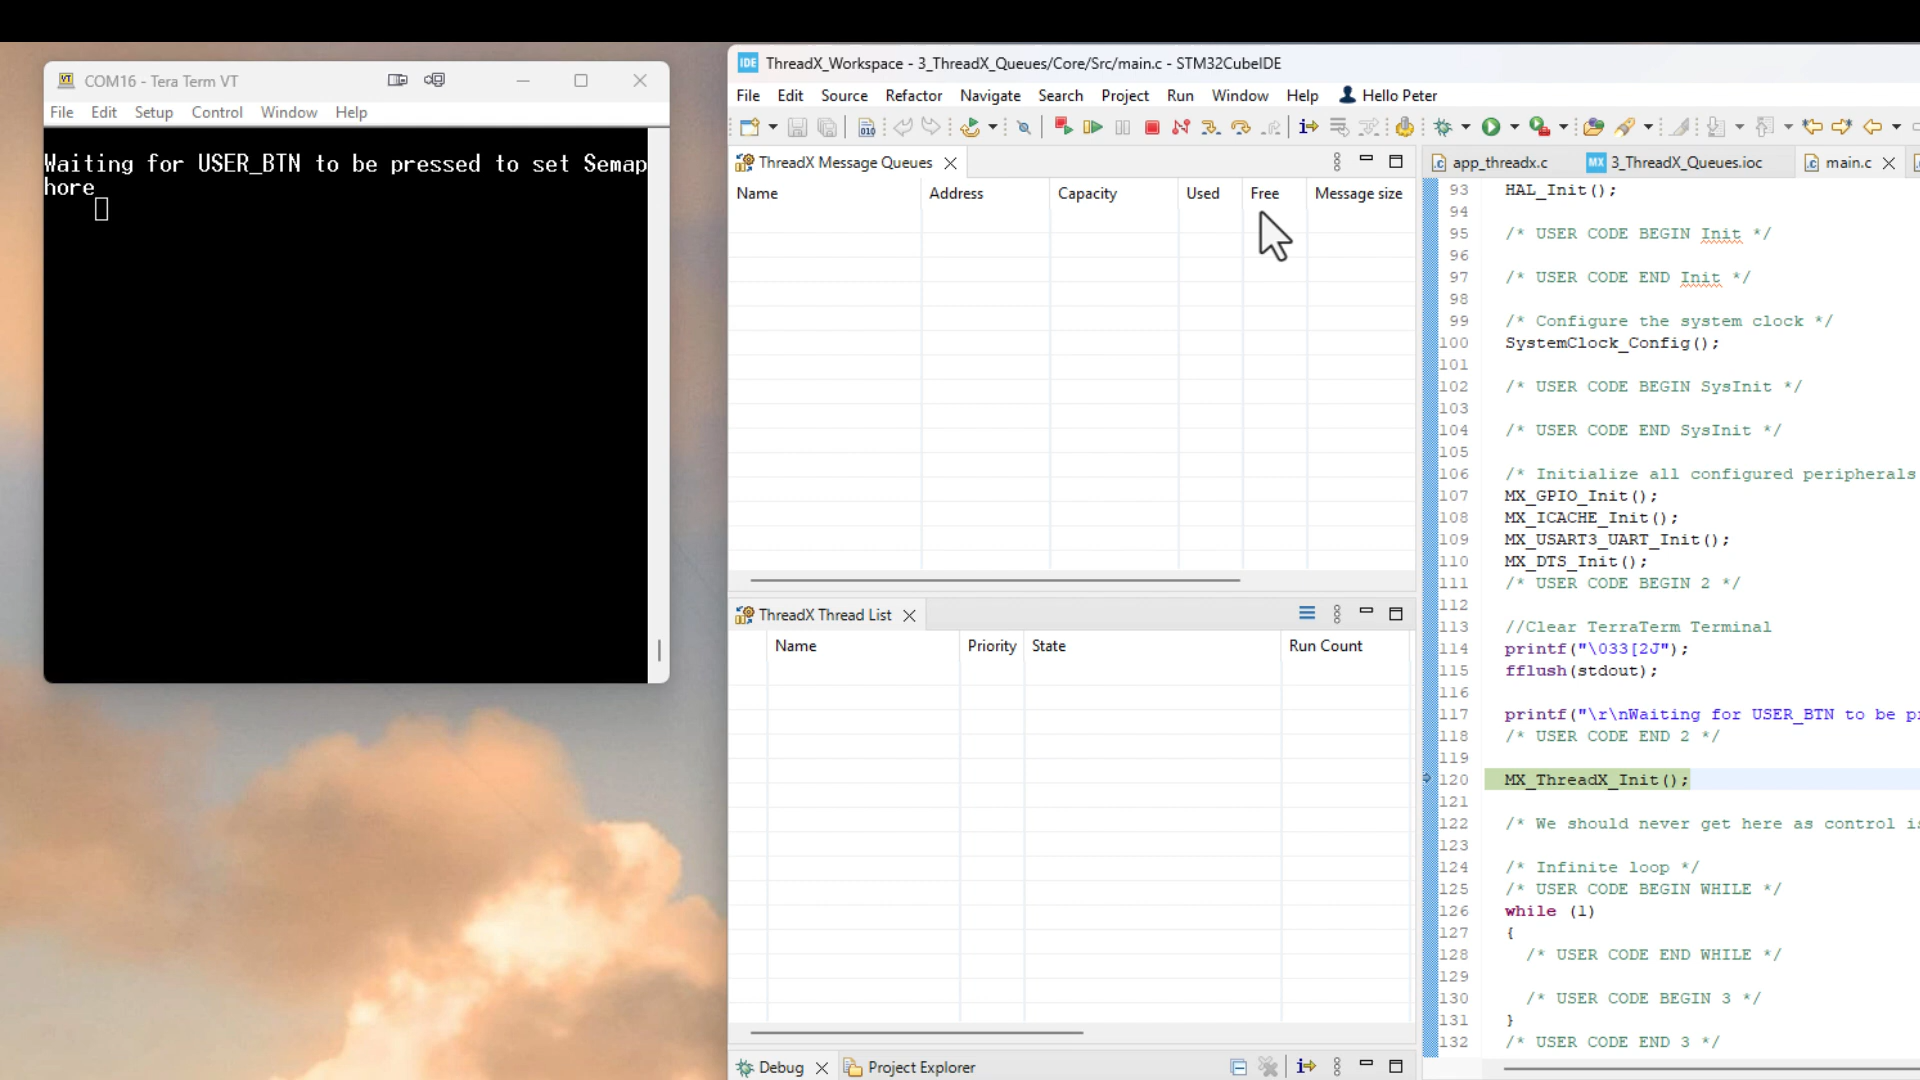 COM16 - Tera Term VT
File Edit Setup Control Window Help
Waiting for USER_BTN to be pressed to set Semap
hore
IDE ThreadX_Workspace - 3_ThreadX_Queues/Core/Src/main.c - STM32CubeIDE
File Edit Source Refactor Navigate Search Project Run Window Help Hello Peter
ThreadX Message Queues
Name Address Capacity Used Free Message size
ThreadX Thread List
Name Priority State Run Count
Debug Project Explorer
app_threadx.c MX 3_ThreadX_Queues.ioc main.c
93 HAL_Init();
94
95 /* USER CODE BEGIN Init */
96
97 /* USER CODE END Init */
98
99 /* Configure the system clock */
100 SystemClock_Config();
101
102 /* USER CODE BEGIN SysInit */
103
104 /* USER CODE END SysInit */
105
106 /* Initialize all configured peripherals
107 MX_GPIO_Init();
108 MX_ICACHE_Init();
109 MX_USART3_UART_Init();
110 MX_DTS_Init();
111 /* USER CODE BEGIN 2 */
112
113 //Clear TerraTerm Terminal
114 printf("\033[2J");
115 fflush(stdout);
116
117 printf("\r\nWaiting for USER_BTN to be p
118 /* USER CODE END 2 */
119
120 MX_ThreadX_Init();
121
122 /* We should never get here as control i
123
124 /* Infinite loop */
125 /* USER CODE BEGIN WHILE */
126 while (1)
127 {
128 /* USER CODE END WHILE */
129
130 /* USER CODE BEGIN 3 */
131 }
132 /* USER CODE END 3 */